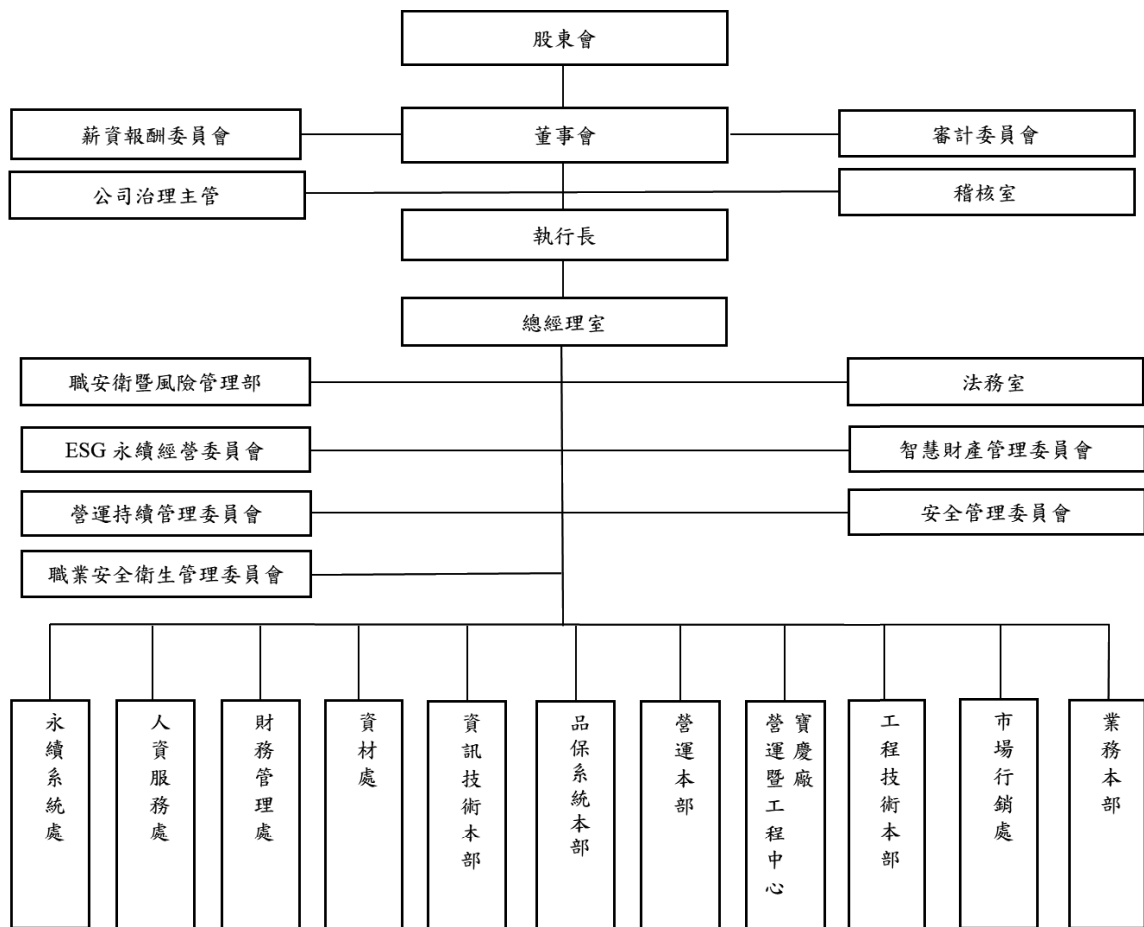 股東會
薪資報酬委員會
董事會
審計委員會
公司治理主管
稽核室
執行長
總經理室
職安衛暨風險管理部
法務室
ESG 永續經營委員會
智慧財產管理委員會
營運持續管理委員會
安全管理委員會
職業安全衛生管理委員會
永續系統處
人資服務處
財務管理處
資材處
資訊技術本部
品保系統本部
營運本部
寶慶廠
營運暨工程中心
工程技術本部
市場行銷處
業務本部